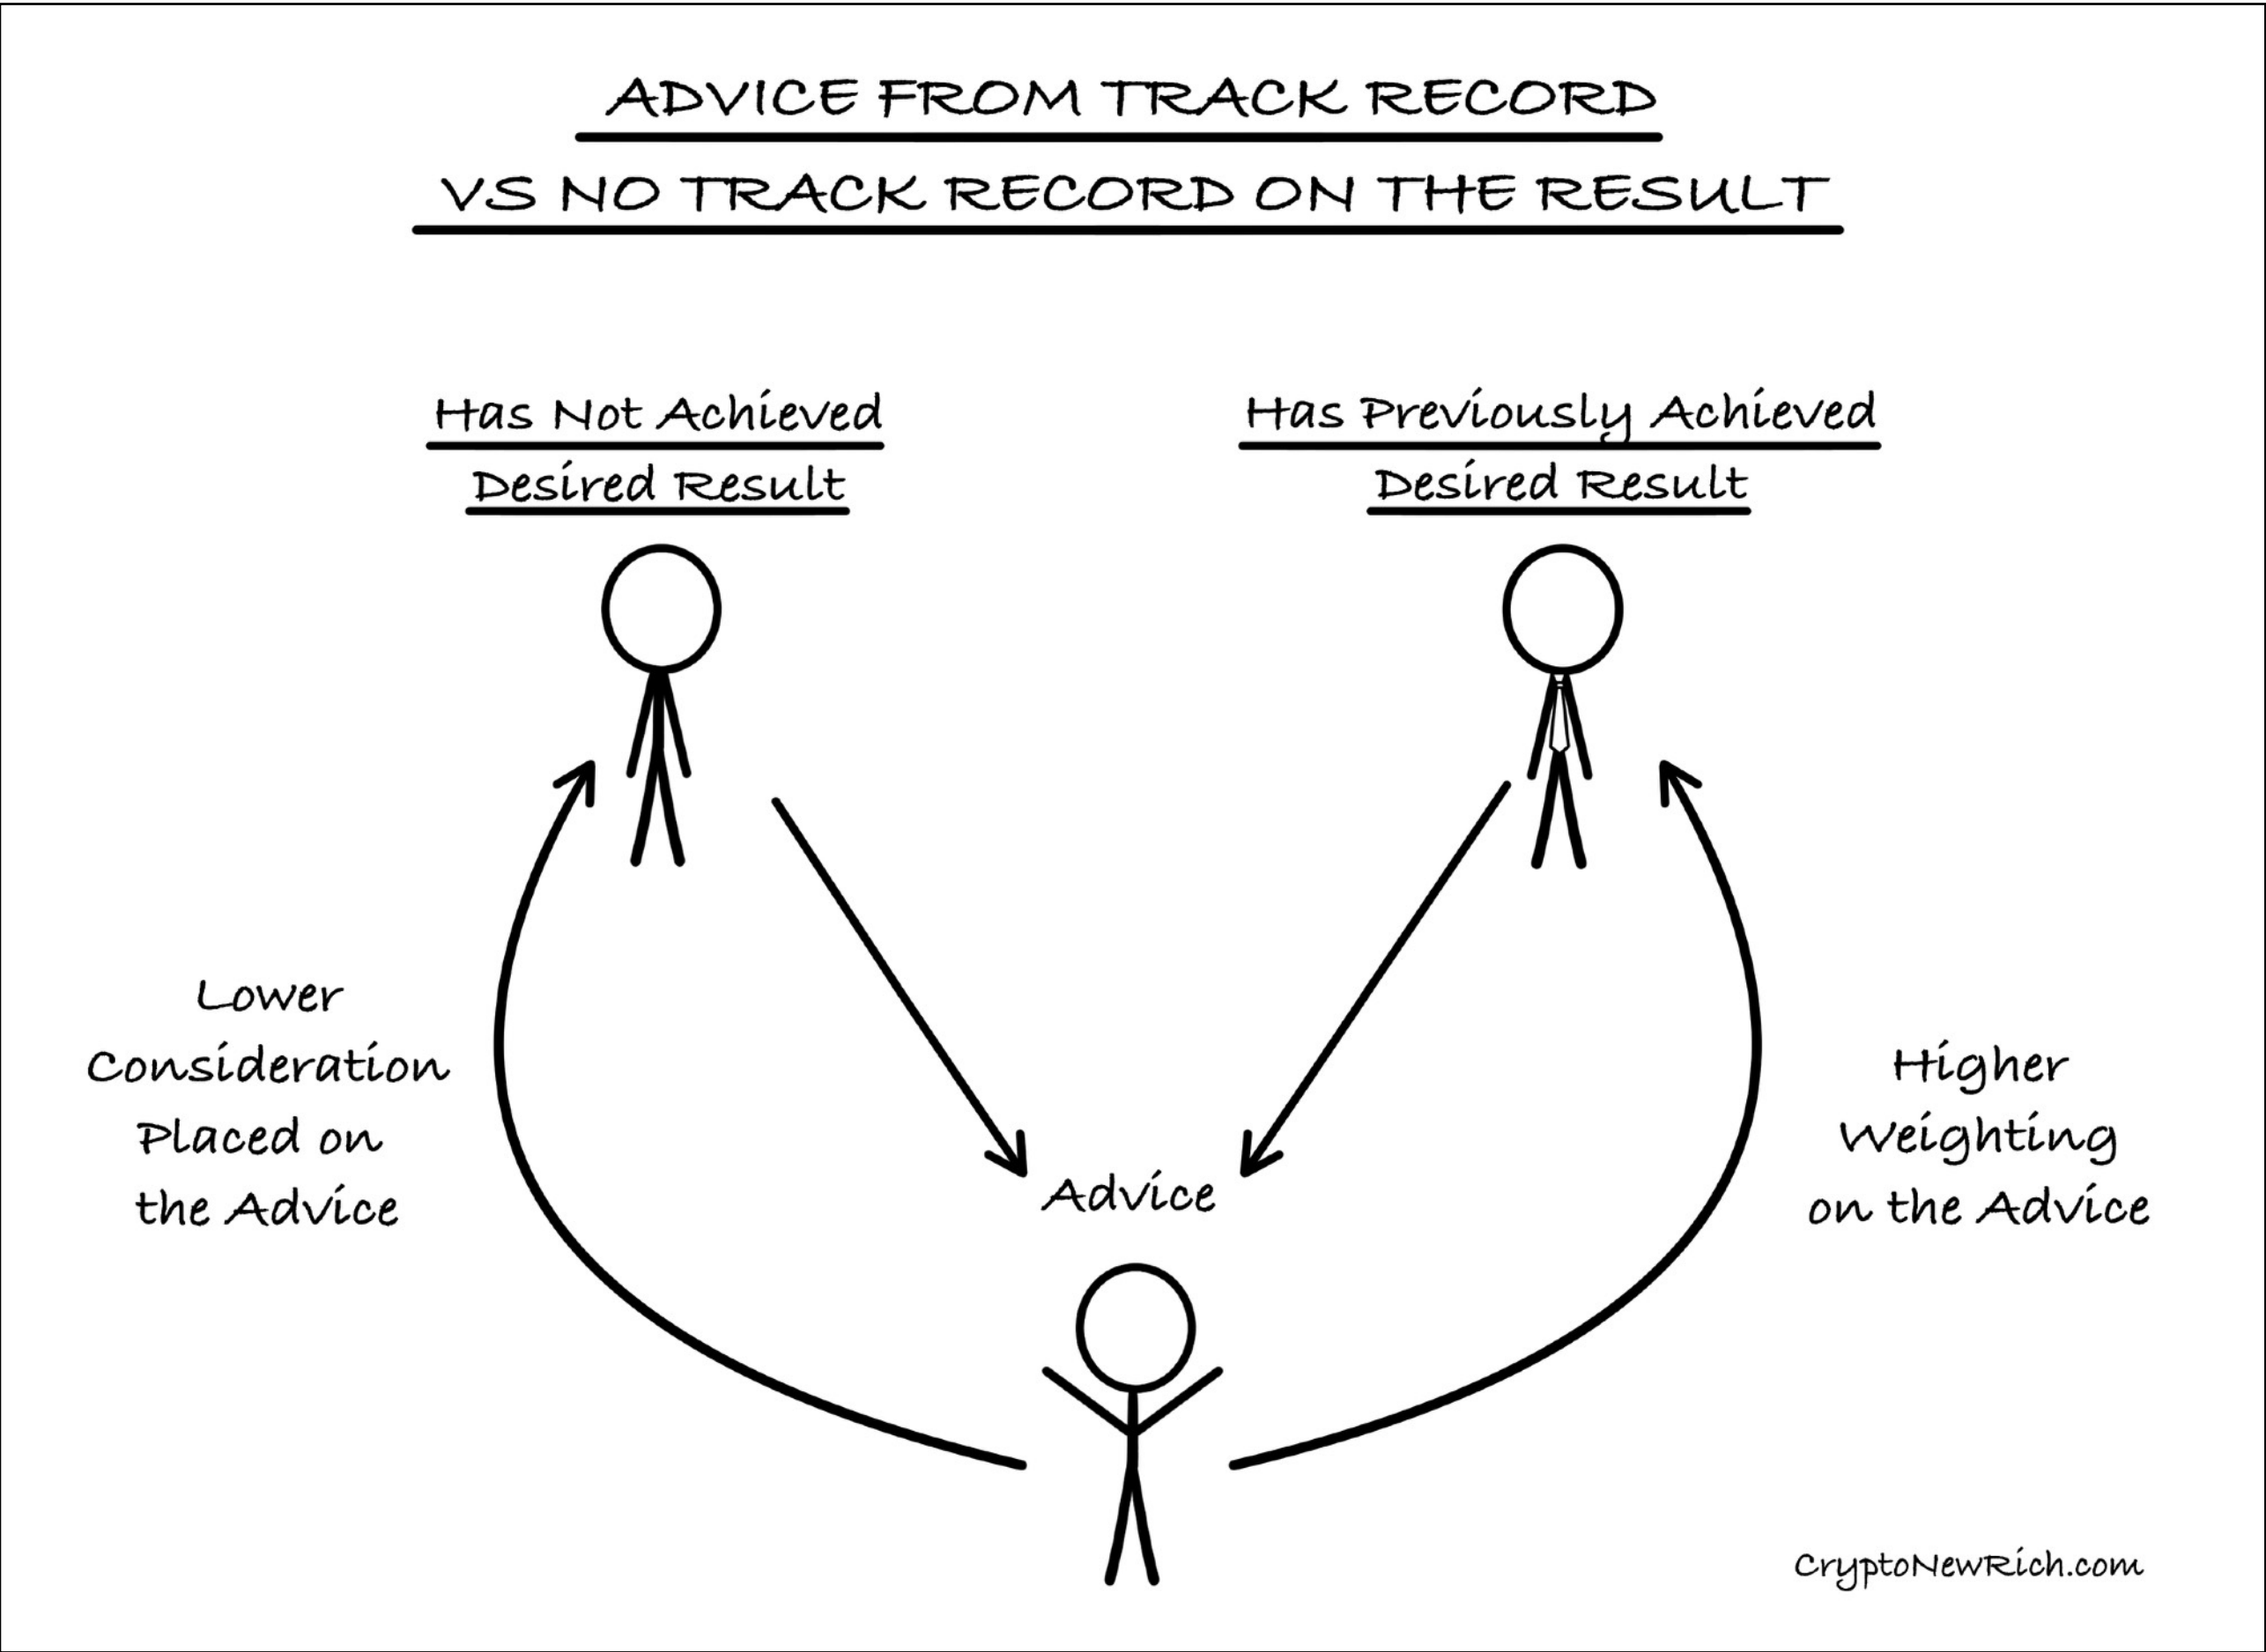 ADVICE FROM TRACK RECORD
VS NO TRACK RECORD ON THE RESULT
Has Not Achieved
Desired Result
Has Previously Achieved
Desired Result
Lower
Consideration
Placed on
the Advice
Higher
Weighting
on the Advice
Advice
CryptoNewRich.com